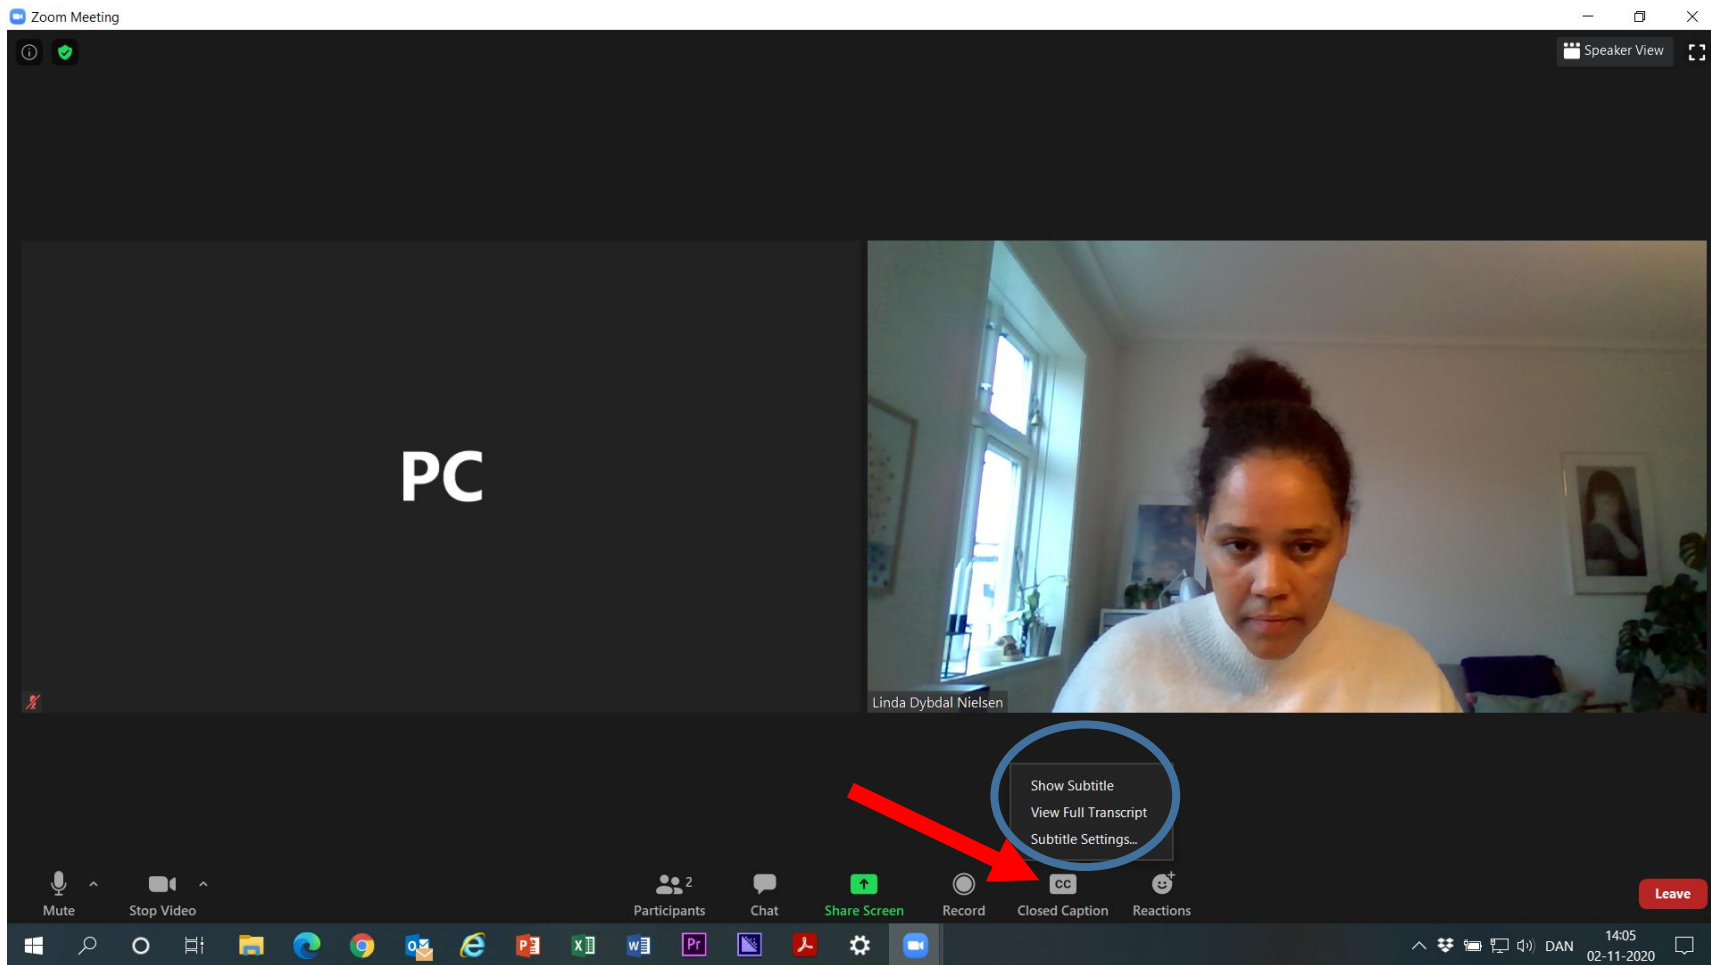 Zoom Meeting
Speaker View
PC
Linda Dybdal Nielsen
Show Subtitle
View Full Transcript
Subtitle Settings...
CC
2
Mute
Stop Video
Participants
Chat
Share Screen
Record
Closed Caption
Reactions
Leave
DAN
14:05
02-11-2020